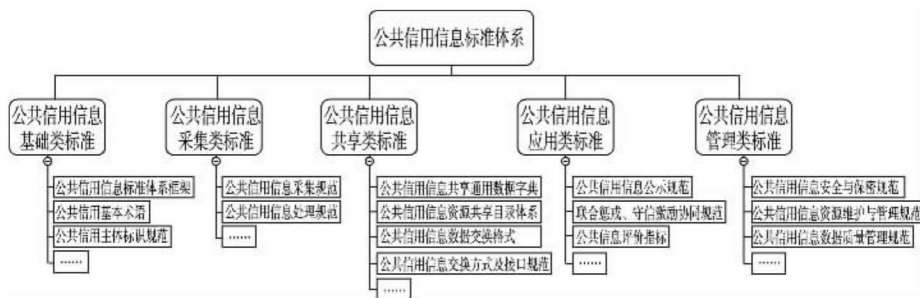 公共信用信息标准体系
公共信用信息
基础类标准
公共信用信息标准体系框架
公共信用基本术语
公共信用主体标识规范
……
公共信用信息
采集类标准
公共信用信息采集规范
公共信用信息处理规范
……
公共信用信息
共享类标准
公共信用信息共享通用数据字典
公共信用信息资源共享目录体系
公共信用信息数据交换格式
公共信用信息交换方式及接口规范
……
公共信用信息
应用类标准
公共信用信息公示规范
联合惩戒、守信激励协同规范
公共信息评价指标
……
公共信用信息
管理类标准
公共信用信息安全与保密规范
公共信用信息资源维护与管理规范
公共信用信息数据质量管理规范
……